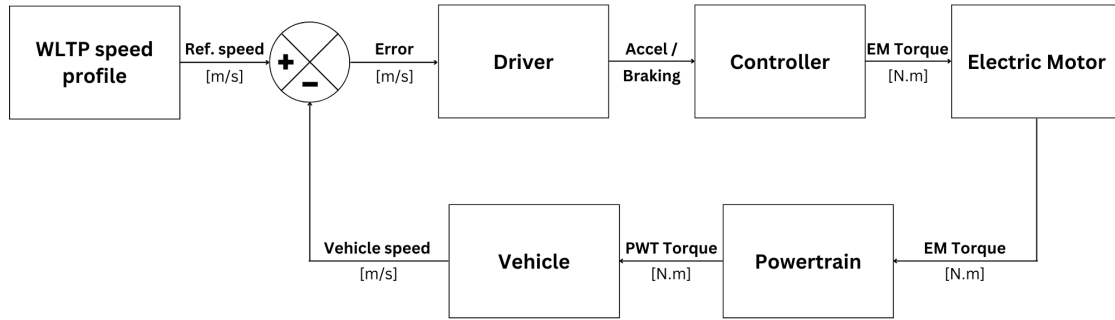 WLTP speed
profile
Ref. speed
[m/s]
+
−
Error
[m/s]
Driver
Accel /
Braking
Controller
EM Torque
[N.m]
Electric Motor
Vehicle speed
[m/s]
Vehicle
PWT Torque
[N.m]
Powertrain
EM Torque
[N.m]